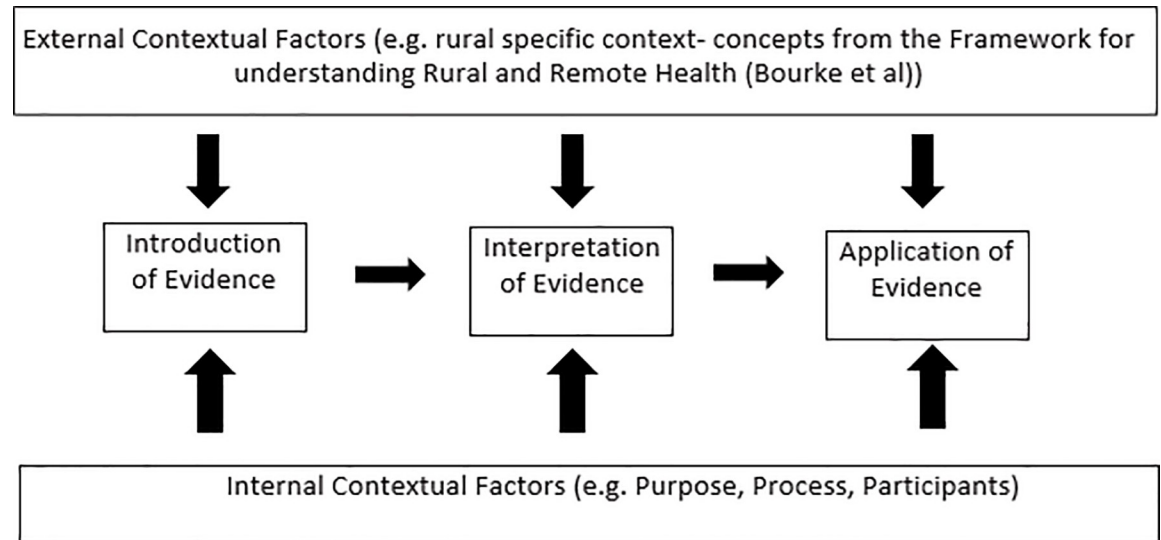 External Contextual Factors (e.g. rural specific context- concepts from the Framework for
understanding Rural and Remote Health (Bourke et al))
Introduction
of Evidence
Interpretation
of Evidence
Application of
Evidence
Internal Contextual Factors (e.g. Purpose, Process, Participants)